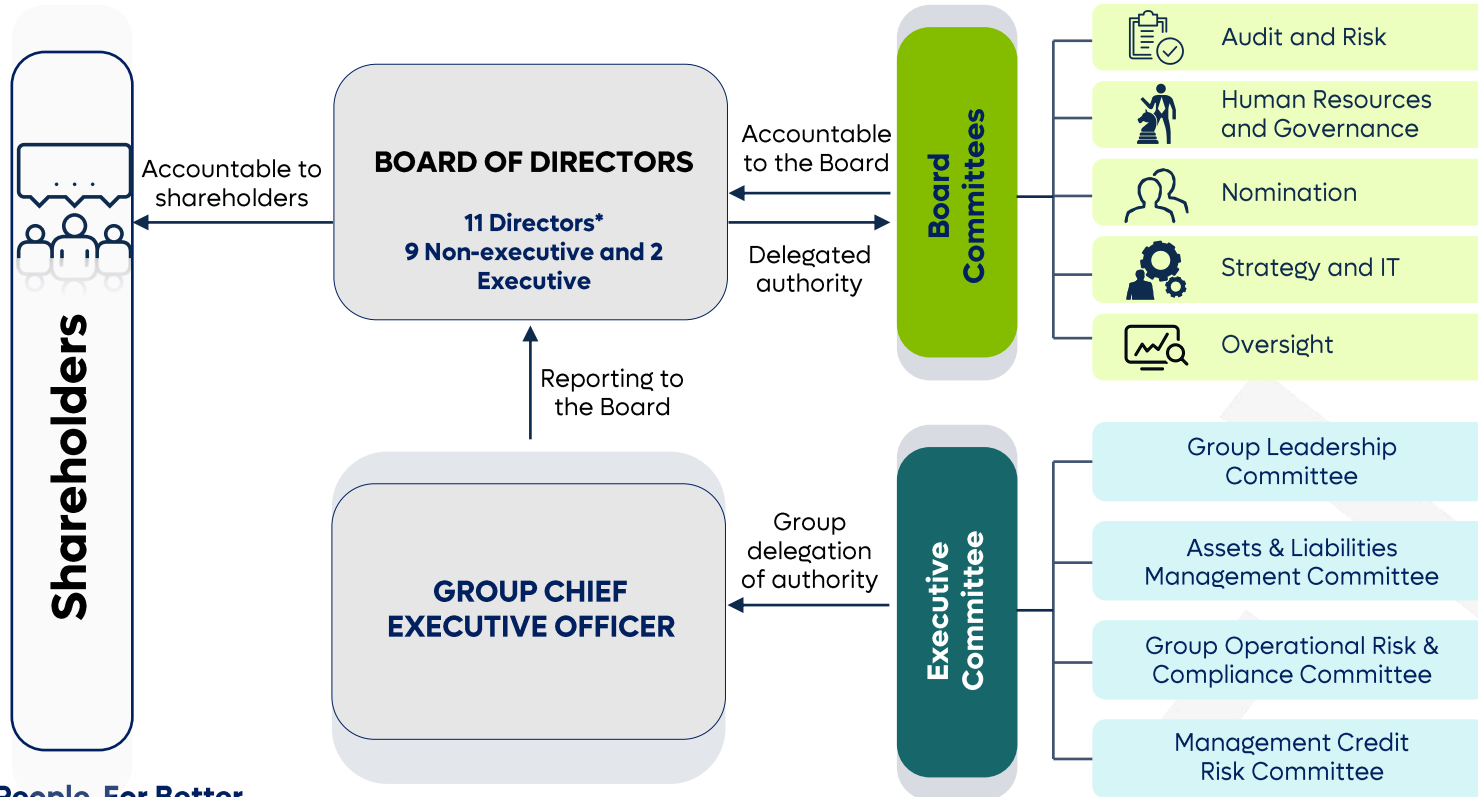 Shareholders
Accountable to
shareholders
BOARD OF DIRECTORS
11 Directors*
9 Non-executive and 2
Executive
Accountable
to the Board
Delegated
authority
Board
Committees
Audit and Risk
Human Resources
and Governance
Nomination
Strategy and IT
Oversight
Reporting to
the Board
GROUP CHIEF
EXECUTIVE OFFICER
Group
delegation
of authority
Executive
Committee
Group Leadership
Committee
Assets & Liabilities
Management Committee
Group Operational Risk &
Compliance Committee
Management Credit
Risk Committee
People. For Better